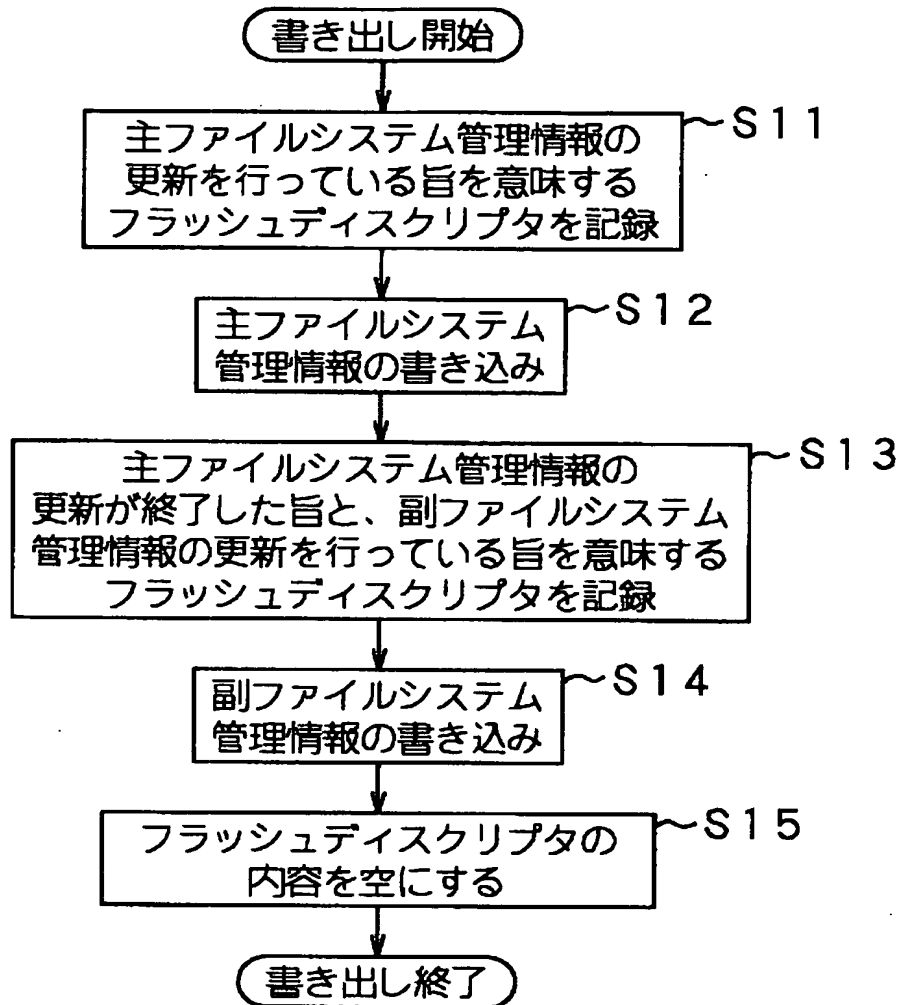 書き出し開始
主ファイルシステム管理情報の
更新を行っている旨を意味する
フラッシュディスクリプタを記録
S11
主ファイルシステム
管理情報の書き込み
S12
主ファイルシステム管理情報の
更新が終了した旨と、副ファイルシステム
管理情報の更新を行っている旨を意味する
フラッシュディスクリプタを記録
S13
副ファイルシステム
管理情報の書き込み
S14
フラッシュディスクリプタの
内容を空にする
S15
書き出し終了